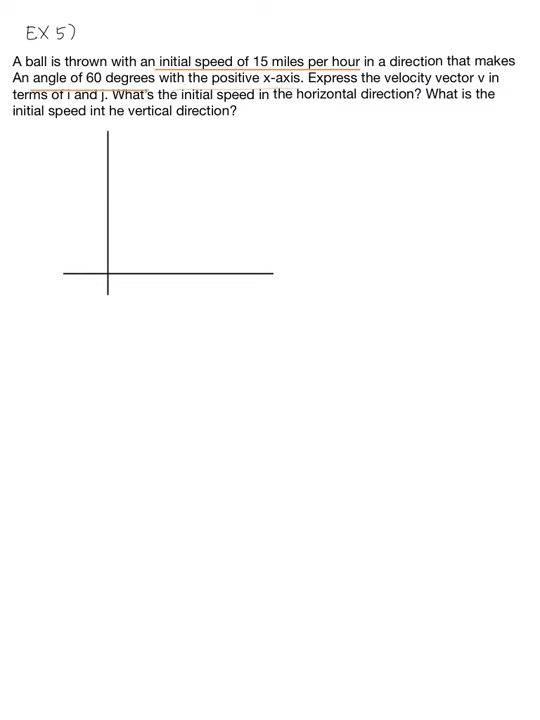 EX 5)
A ball is thrown with an initial speed of 15 miles per hour in a direction that makes
An angle of 60 degrees with the positive x-axis. Express the velocity vector v in
terms of i and j. What's the initial speed in the horizontal direction? What is the
initial speed int he vertical direction?